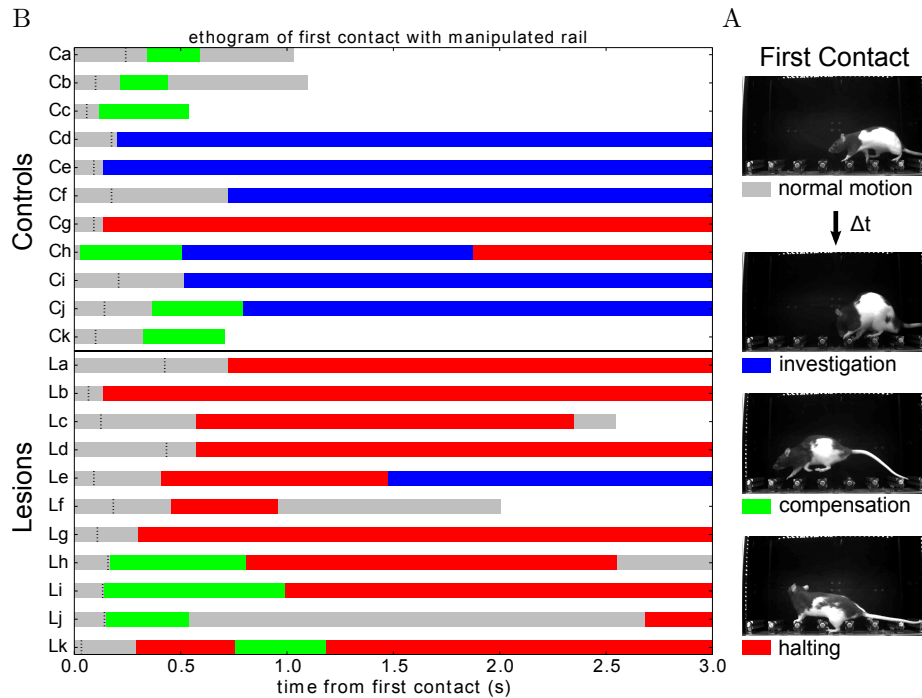 B
A
ethogram of first contact with manipulated rail
Controls
Ca
Cb
Cc
Cd
Ce
Cf
Cg
Ch
Ci
Cj
Ck
Lesions
La
Lb
Lc
Ld
Le
Lf
Lg
Lh
Li
Lj
Lk
0.0 0.5 1.0 1.5 2.0 2.5 3.0
time from first contact (s)
First Contact
normal motion
Δt
investigation
compensation
halting